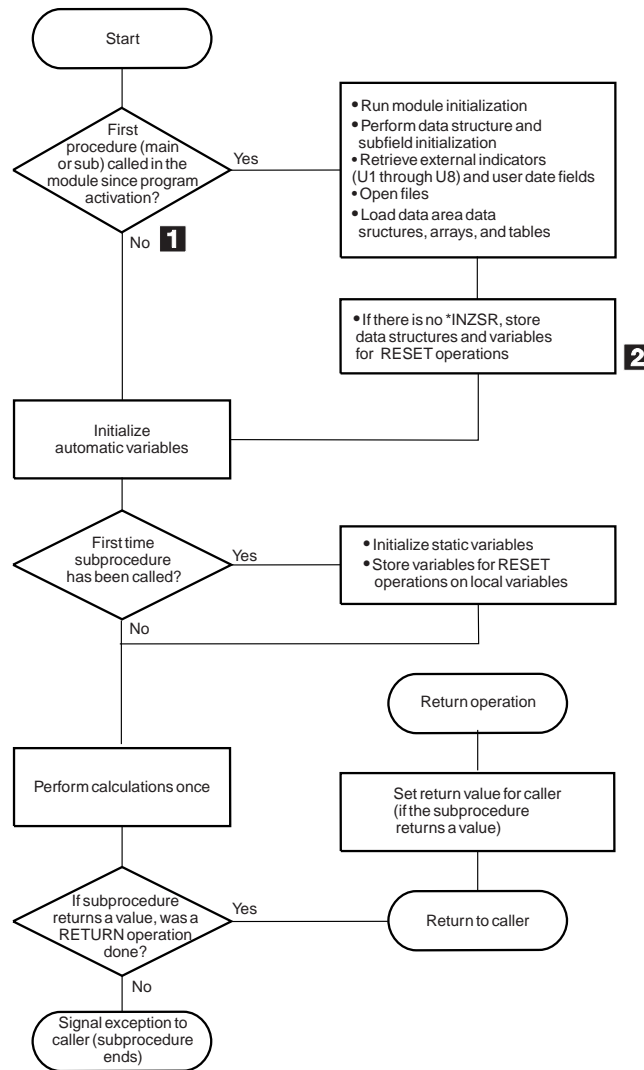 Start
First
procedure (main
or sub) called in the
module since program
activation?
Yes
No 1
• Run module initialization
• Perform data structure and
subfield initialization
• Retrieve external indicators
(U1 through U8) and user date fields
• Open files
• Load data area data
sructures, arrays, and tables
• If there is no *INZSR, store
data structures and variables
for RESET operations
2
Initialize
automatic variables
First time
subprocedure
has been called?
Yes
No
• Initialize static variables
• Store variables for RESET
operations on local variables
Return operation
Perform calculations once
Set return value for caller
(if the subprocedure
returns a value)
If subprocedure
returns a value, was a
RETURN operation
done?
Yes
No
Return to caller
Signal exception to
caller (subprocedure
ends)